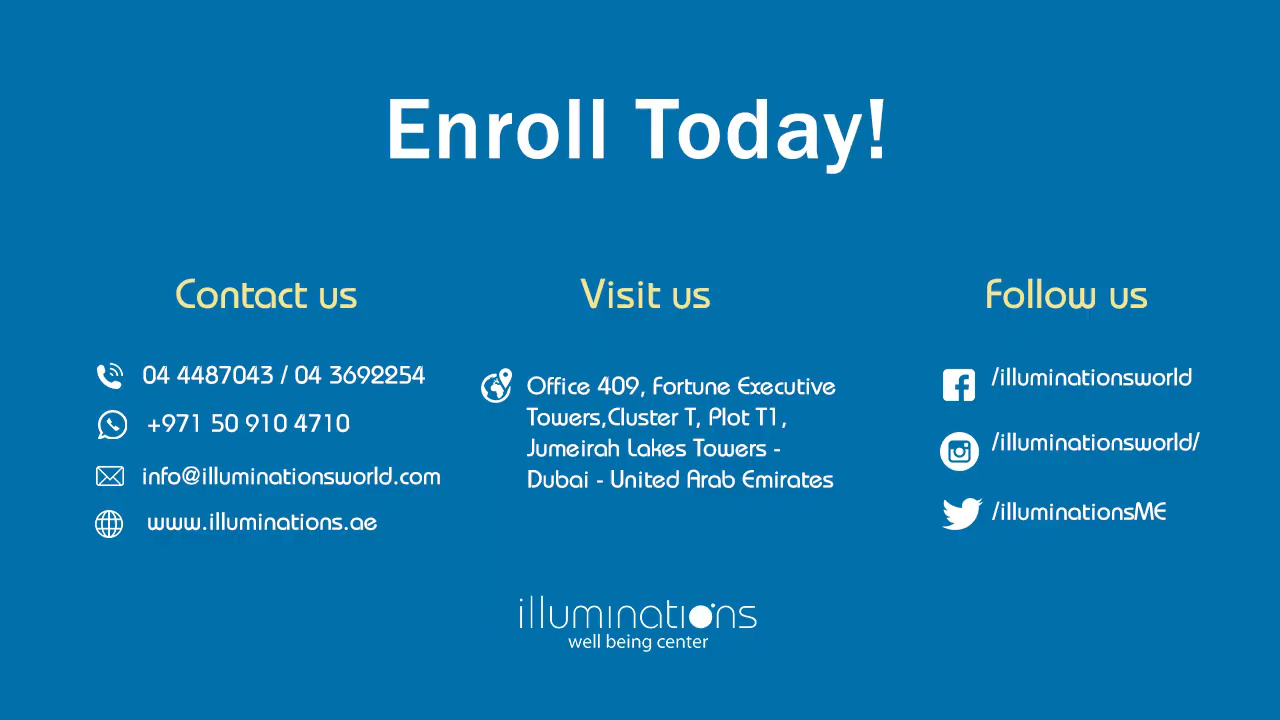 Enroll Today!
Contact us
04 4487043 / 04 3692254
+971 50 910 4710
info@illuminationsworld.com
www.illuminations.ae
Visit us
Office 409, Fortune Executive
Towers,Cluster T, Plot T1,
Jumeirah Lakes Towers -
Dubai - United Arab Emirates
Follow us
/illuminationsworld
/illuminationsworld/
/illuminationsME
illuminations
well being center